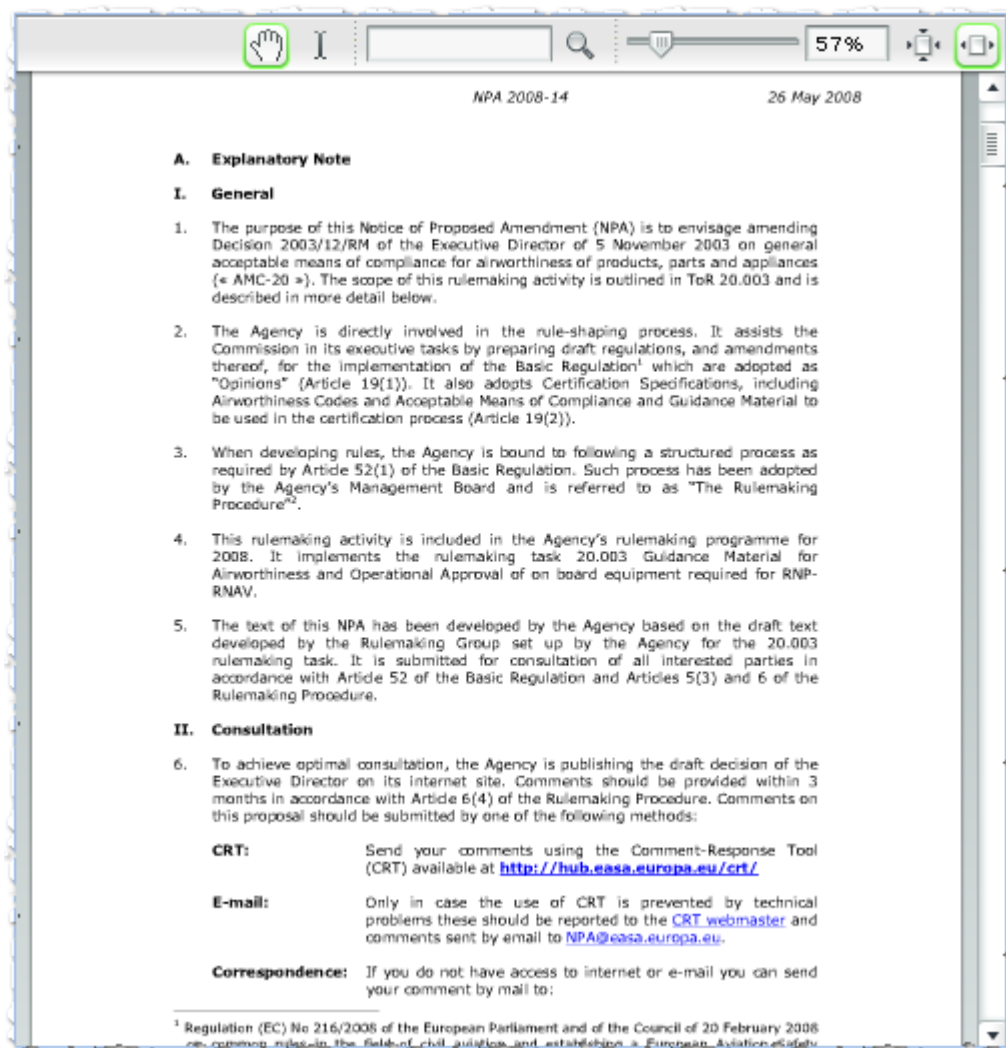 57%
NPA 2008-14 26 May 2008
A. Explanatory Note
I. General
1. The purpose of this Notice of Proposed Amendment (NPA) is to envisage amending
Decision 2003/12/RM of the Executive Director of 5 November 2003 on general
acceptable means of compliance for airworthiness of products, parts and appliances
(« AMC-20 »). The scope of this rulemaking activity is outlined in ToR 20.003 and is
described in more detail below.
2. The Agency is directly involved in the rule-shaping process. It assists the
Commission in its executive tasks by preparing draft regulations, and amendments
thereof, for the implementation of the Basic Regulation¹ which are adopted as
"Opinions" (Article 19(1)). It also adopts Certification Specifications, including
Airworthiness Codes and Acceptable Means of Compliance and Guidance Material to
be used in the certification process (Article 19(2)).
3. When developing rules, the Agency is bound to following a structured process as
required by Article 52(1) of the Basic Regulation. Such process has been adopted
by the Agency's Management Board and is referred to as "The Rulemaking
Procedure"².
4. This rulemaking activity is included in the Agency's rulemaking programme for
2008. It implements the rulemaking task 20.003 Guidance Material for
Airworthiness and Operational Approval of on board equipment required for RNP-
RNAV.
5. The text of this NPA has been developed by the Agency based on the draft text
developed by the Rulemaking Group set up by the Agency for the 20.003
rulemaking task. It is submitted for consultation of all interested parties in
accordance with Article 52 of the Basic Regulation and Articles 5(3) and 6 of the
Rulemaking Procedure.
II. Consultation
6. To achieve optimal consultation, the Agency is publishing the draft decision of the
Executive Director on its internet site. Comments should be provided within 3
months in accordance with Article 6(4) of the Rulemaking Procedure. Comments on
this proposal should be submitted by one of the following methods:
CRT: Send your comments using the Comment-Response Tool
(CRT) available at http://hub.easa.europa.eu/crt/
E-mail: Only in case the use of CRT is prevented by technical
problems these should be reported to the CRT webmaster and
comments sent by email to NPA@easa.europa.eu.
Correspondence: If you do not have access to internet or e-mail you can send
your comment by mail to:
¹ Regulation (EC) No 216/2008 of the European Parliament and of the Council of 20 February 2008
on common rules in the field of civil aviation and establishing a European Aviation Safety